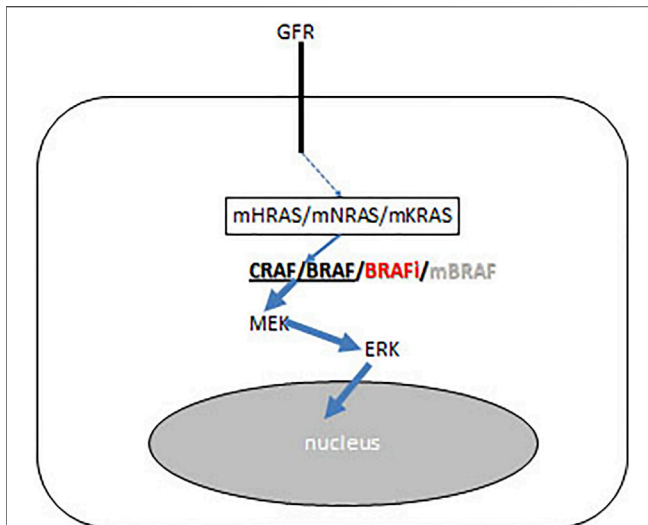 GFR
mHRAS/mNRAS/mKRAS
CRAF/BRAF/BRAFi/mBRAF
MEK
ERK
nucleus